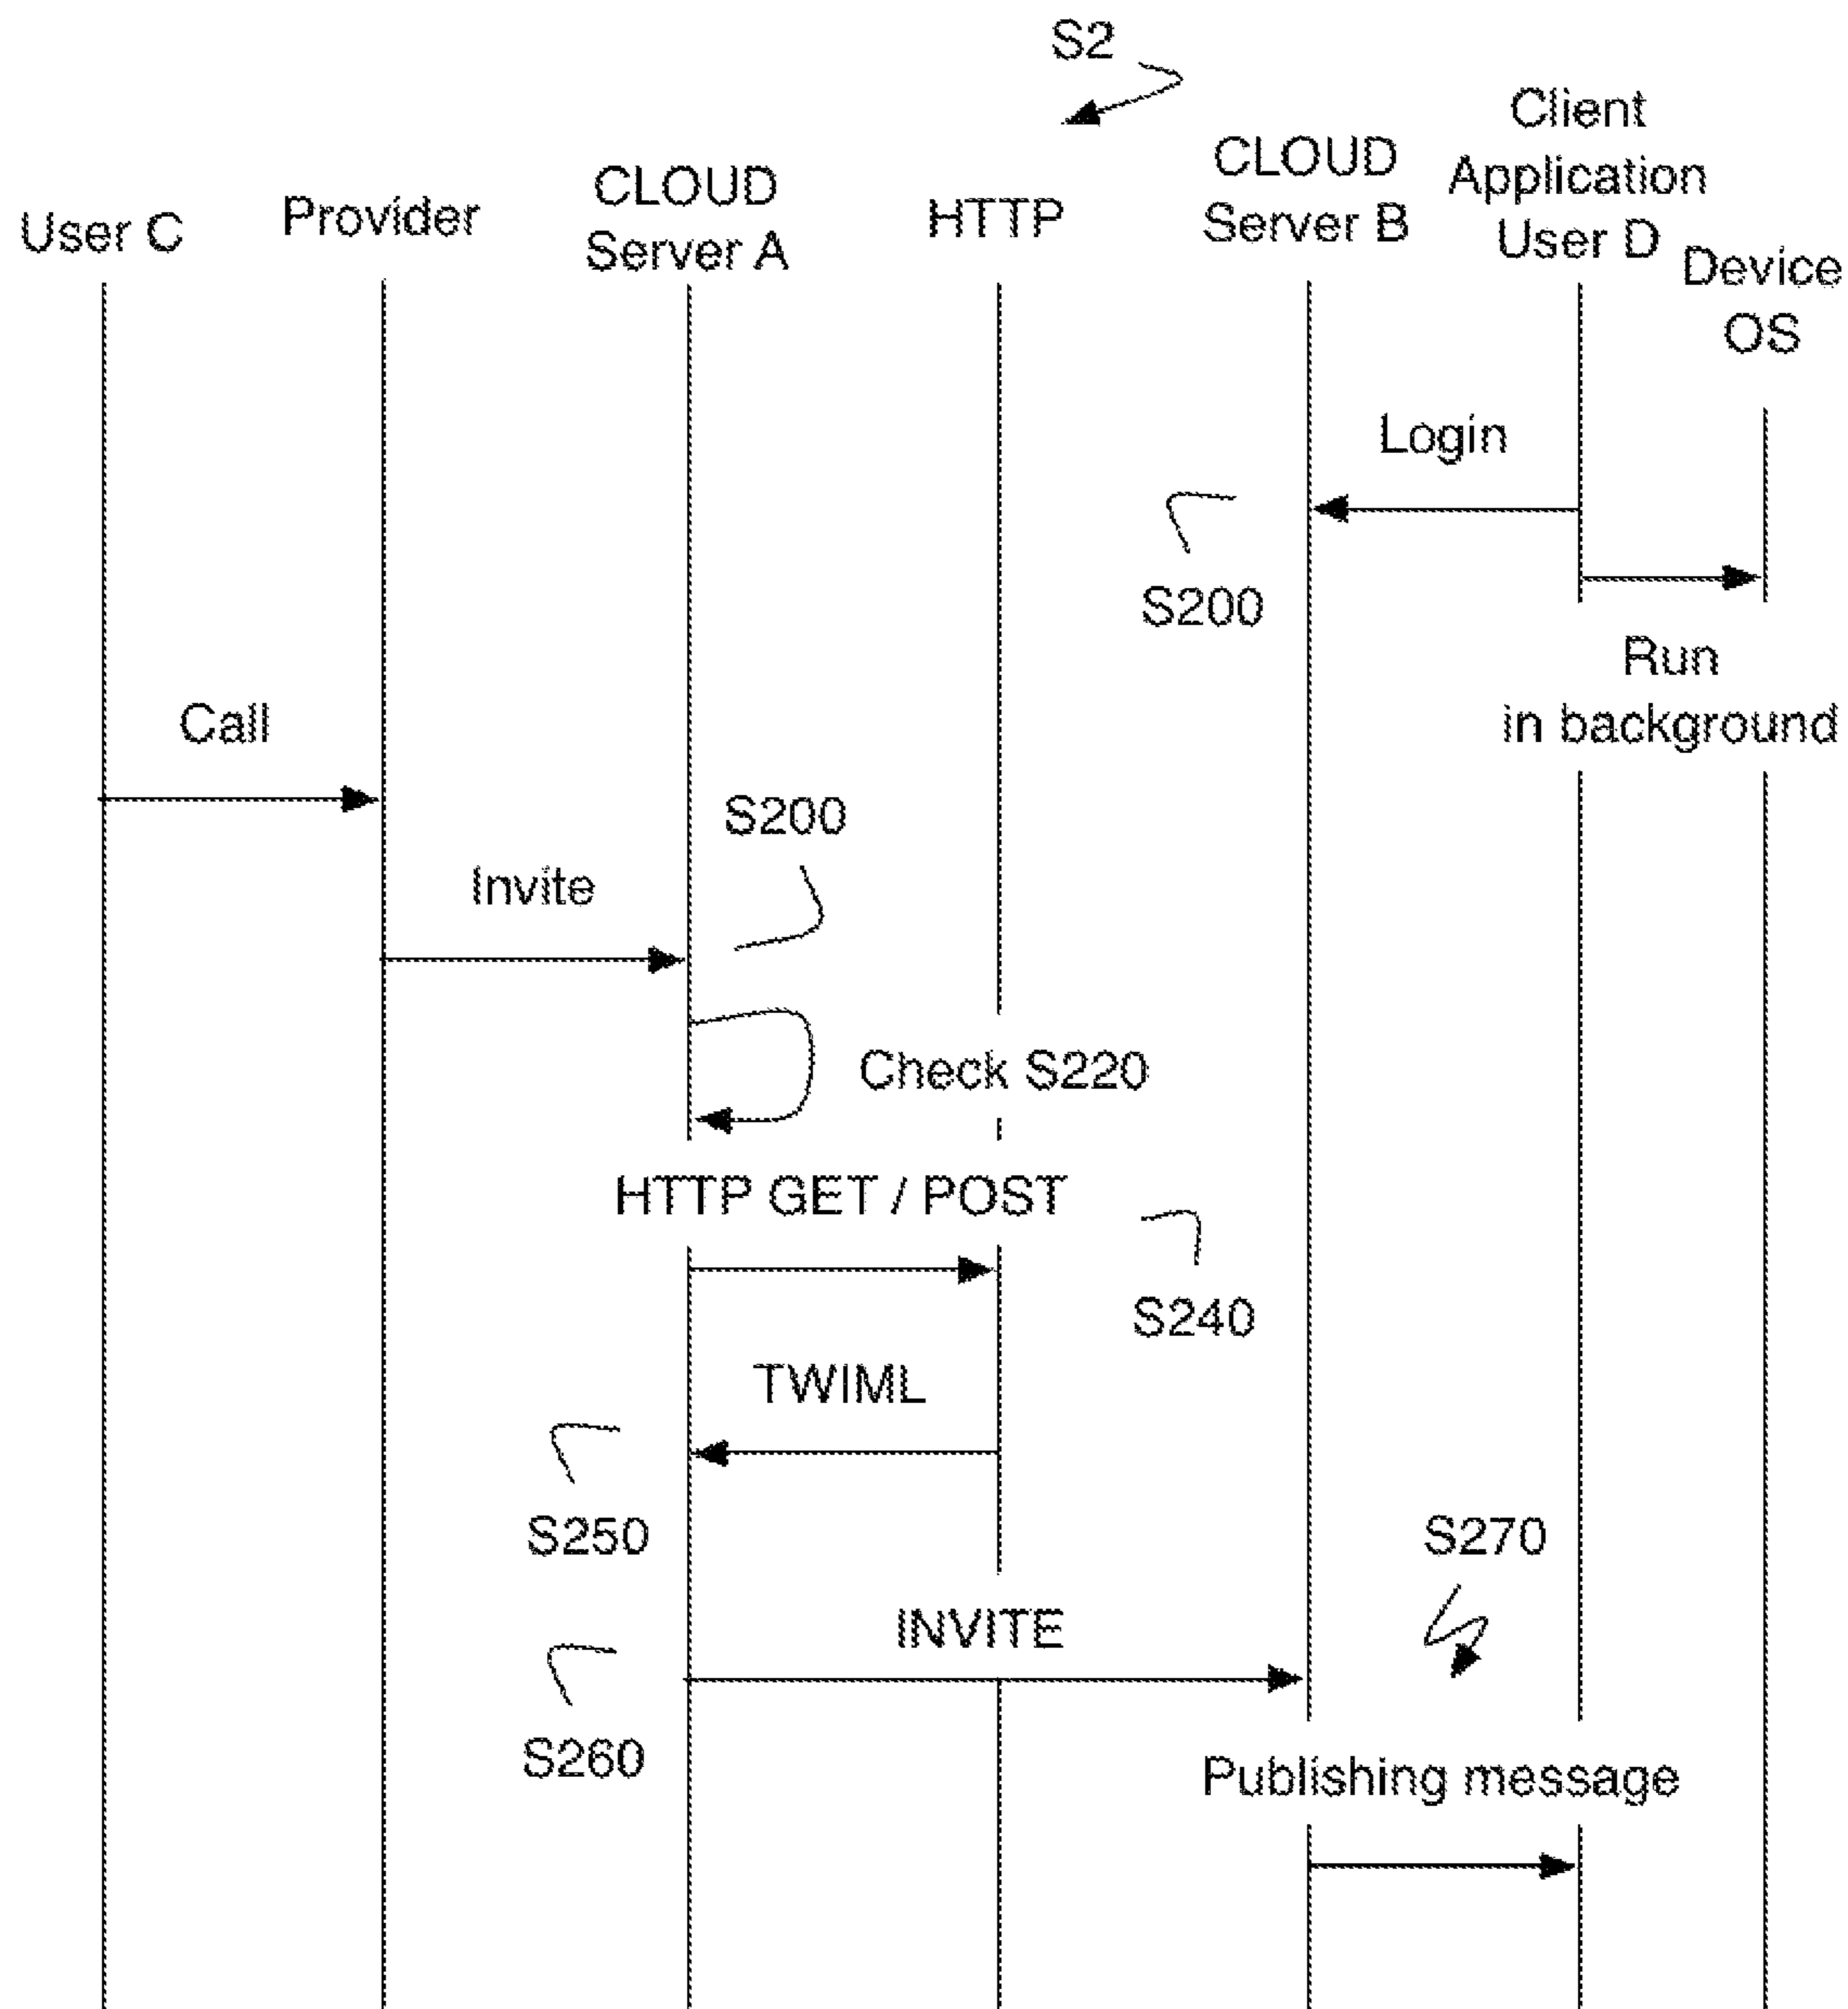 S2
User C
Provider
CLOUD
Server A
HTTP
CLOUD
Server B
Client
Application
User D
Device
OS
Login
S200
Run
in background
Call
S200
Invite
Check S220
HTTP GET / POST
S240
TWIML
S250
S270
INVITE
S260
Publishing message